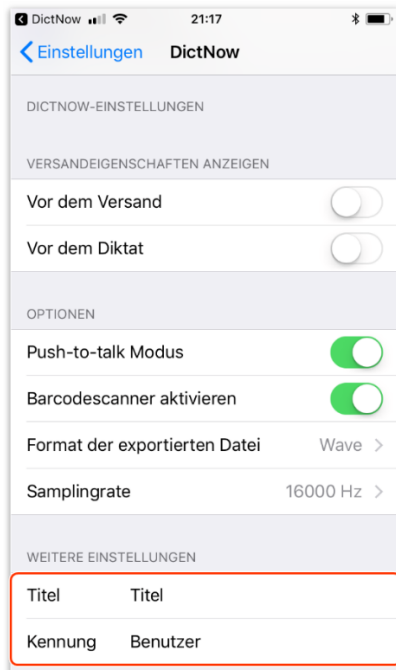 DictNow 21:17
Einstellungen DictNow
DICTNOW-EINSTELLUNGEN
VERSANDEIGENSCHAFTEN ANZEIGEN
Vor dem Versand
Vor dem Diktat
OPTIONEN
Push-to-talk Modus
Barcodescanner aktivieren
Format der exportierten Datei Wave
Samplingrate 16000 Hz
WEITERE EINSTELLUNGEN
Titel Titel
Kennung Benutzer